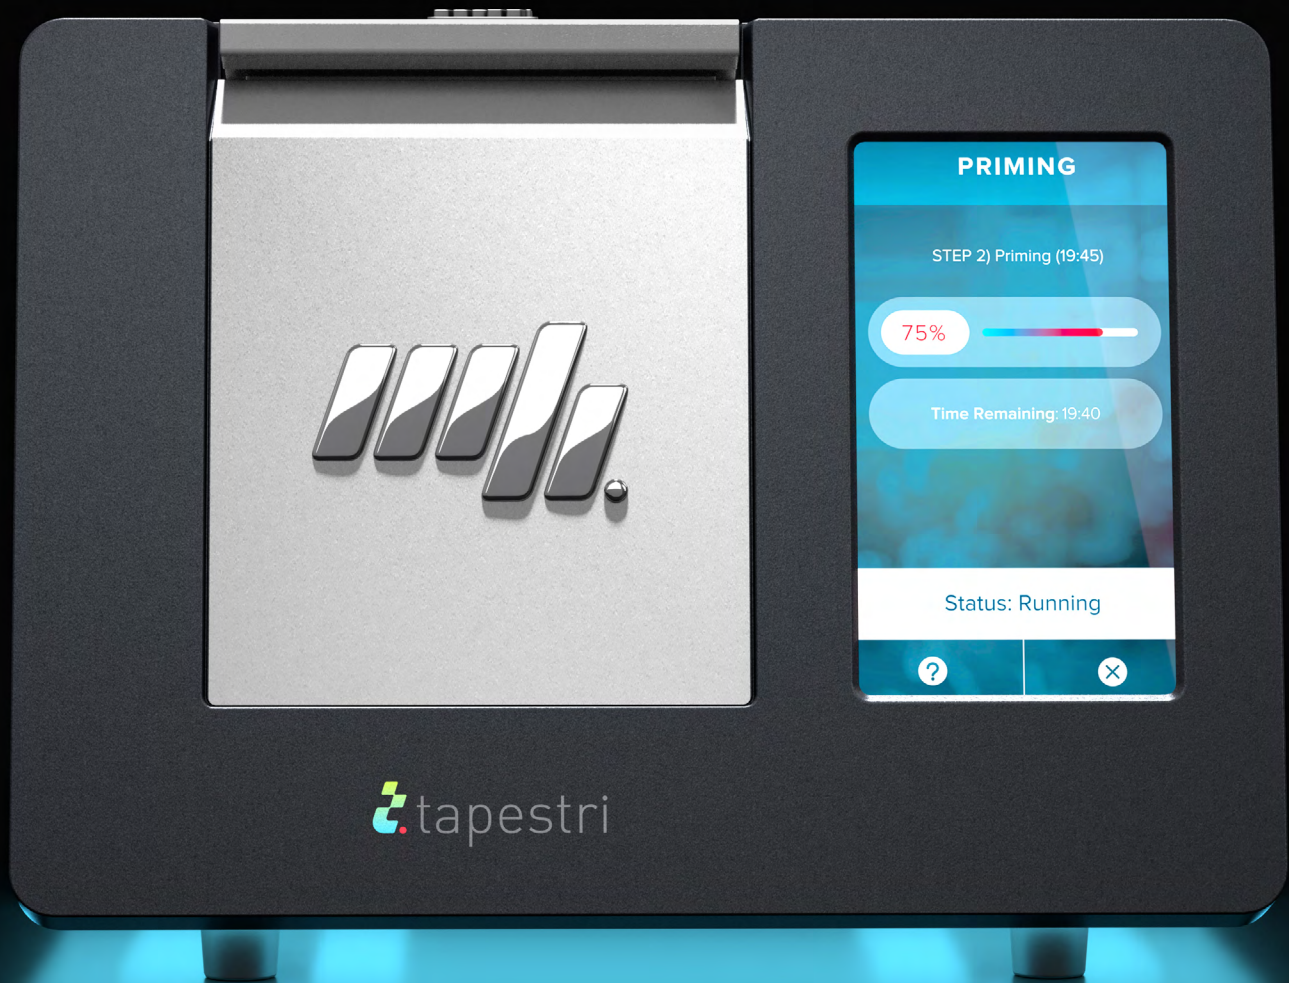 PRIMING
STEP 2) Priming (19:45)
75%
Time Remaining: 19:40
Status: Running
?
tapestri